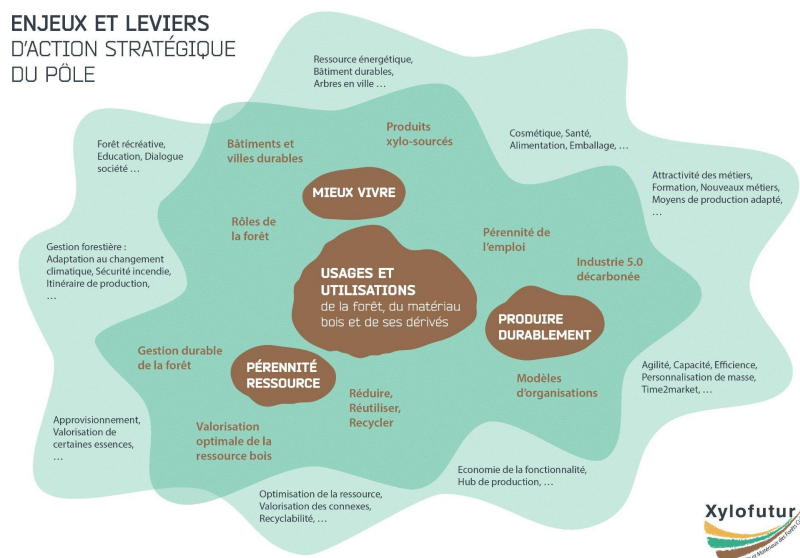 ENJEUX ET LEVIERS
D'ACTION STRATÉGIQUE
DU PÔLE
Ressource énergétique,
Bâtiment durables,
Arbres en ville ...
Forêt récréative,
Education, Dialogue
société ...
Bâtiments et
villes durables
Produits
xylo-sourcés
Cosmétique, Santé,
Alimentation, Emballage, ...
Attractivité des métiers,
Formation, Nouveaux métiers,
Moyens de production adapté,
...
MIEUX VIVRE
Rôles de
la forêt
Pérennité de
l'emploi
Industrie 5.0
décarbonée
Gestion forestière :
Adaptation au changement
climatique, Sécurité incendie,
Itinéraire de production,
...
USAGES ET
UTILISATIONS
de la forêt, du matériau
bois et de ses dérivés
PRODUIRE
DURABLEMENT
Gestion durable
de la forêt
PÉRENNITÉ
RESSOURCE
Réduire,
Réutiliser,
Recycler
Modèles
d'organisations
Agilité, Capacité, Efficience,
Personnalisation de masse,
Time2market, ...
Approvisionnement,
Valorisation de
certaines essences,
...
Valorisation
optimale de la
ressource bois
Economie de la fonctionnalité,
Hub de production, ...
Optimisation de la ressource,
Valorisation des connexes,
Recyclabilité, ...
Xylofutur
et Matériaux des Forêts